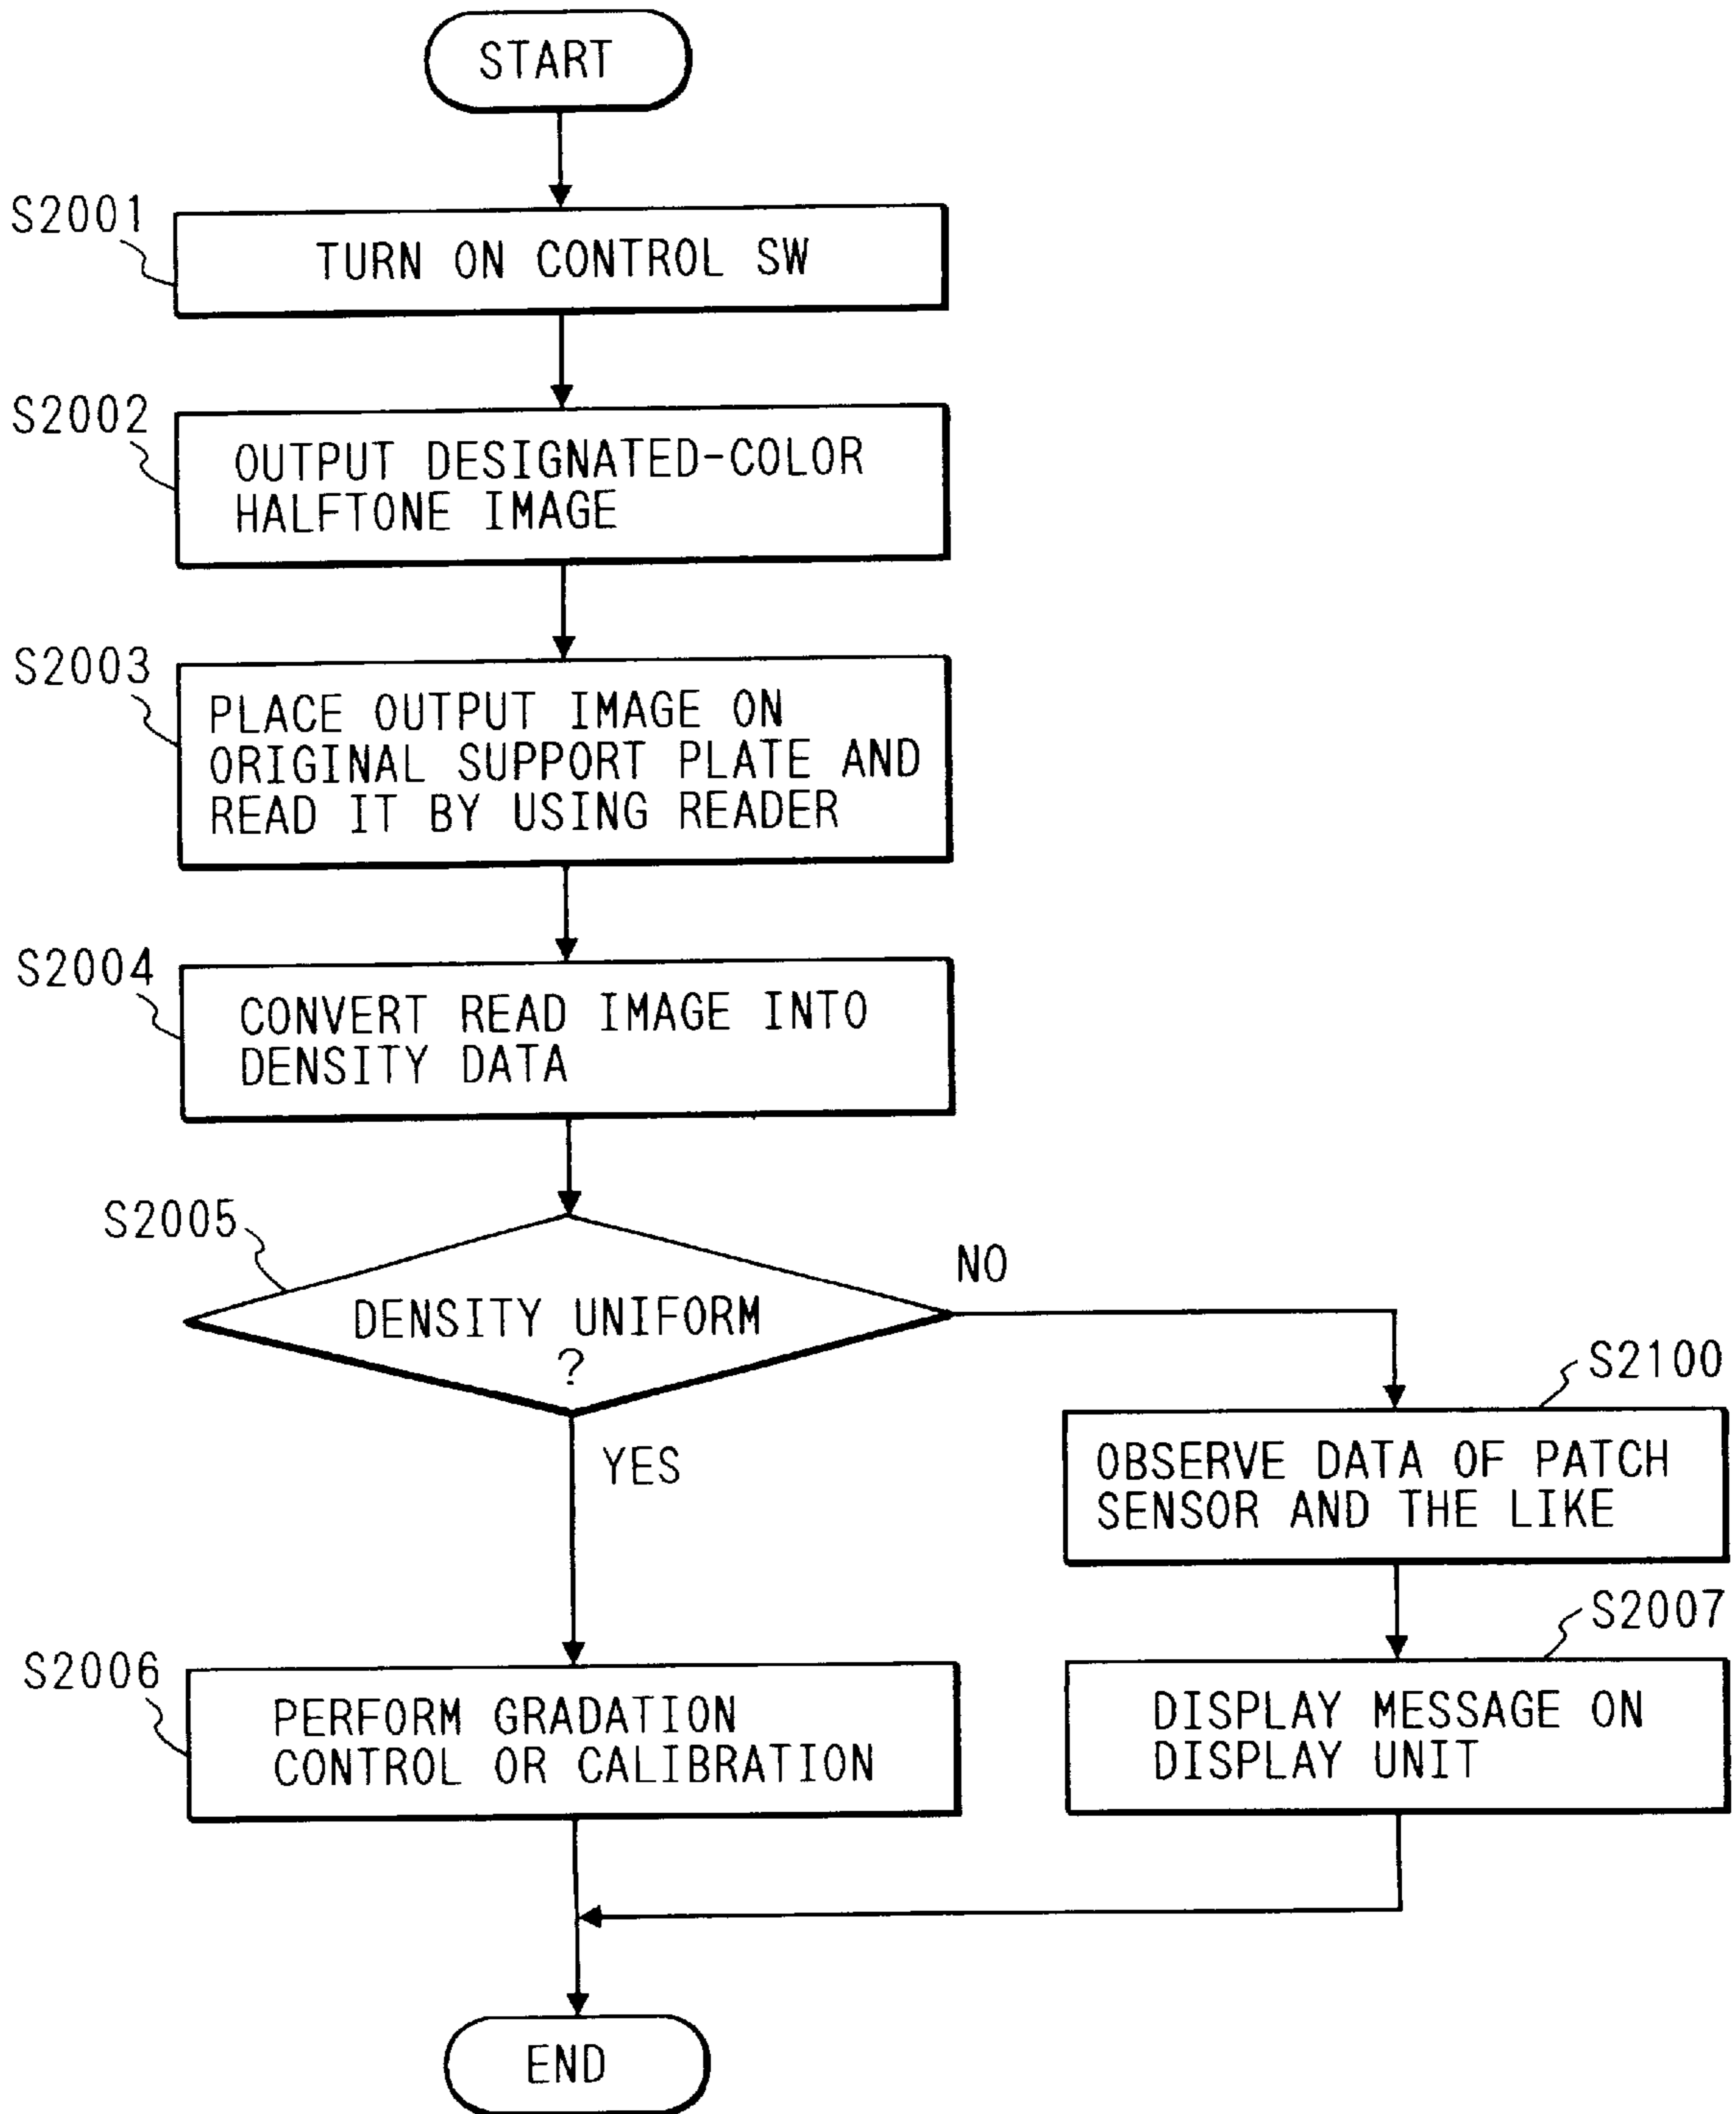 START
S2001
TURN ON CONTROL SW
S2002
OUTPUT DESIGNATED-COLOR
HALFTONE IMAGE
S2003
PLACE OUTPUT IMAGE ON
ORIGINAL SUPPORT PLATE AND
READ IT BY USING READER
S2004
CONVERT READ IMAGE INTO
DENSITY DATA
S2005
DENSITY UNIFORM
?
NO
YES
S2100
OBSERVE DATA OF PATCH
SENSOR AND THE LIKE
S2006
PERFORM GRADATION
CONTROL OR CALIBRATION
S2007
DISPLAY MESSAGE ON
DISPLAY UNIT
END